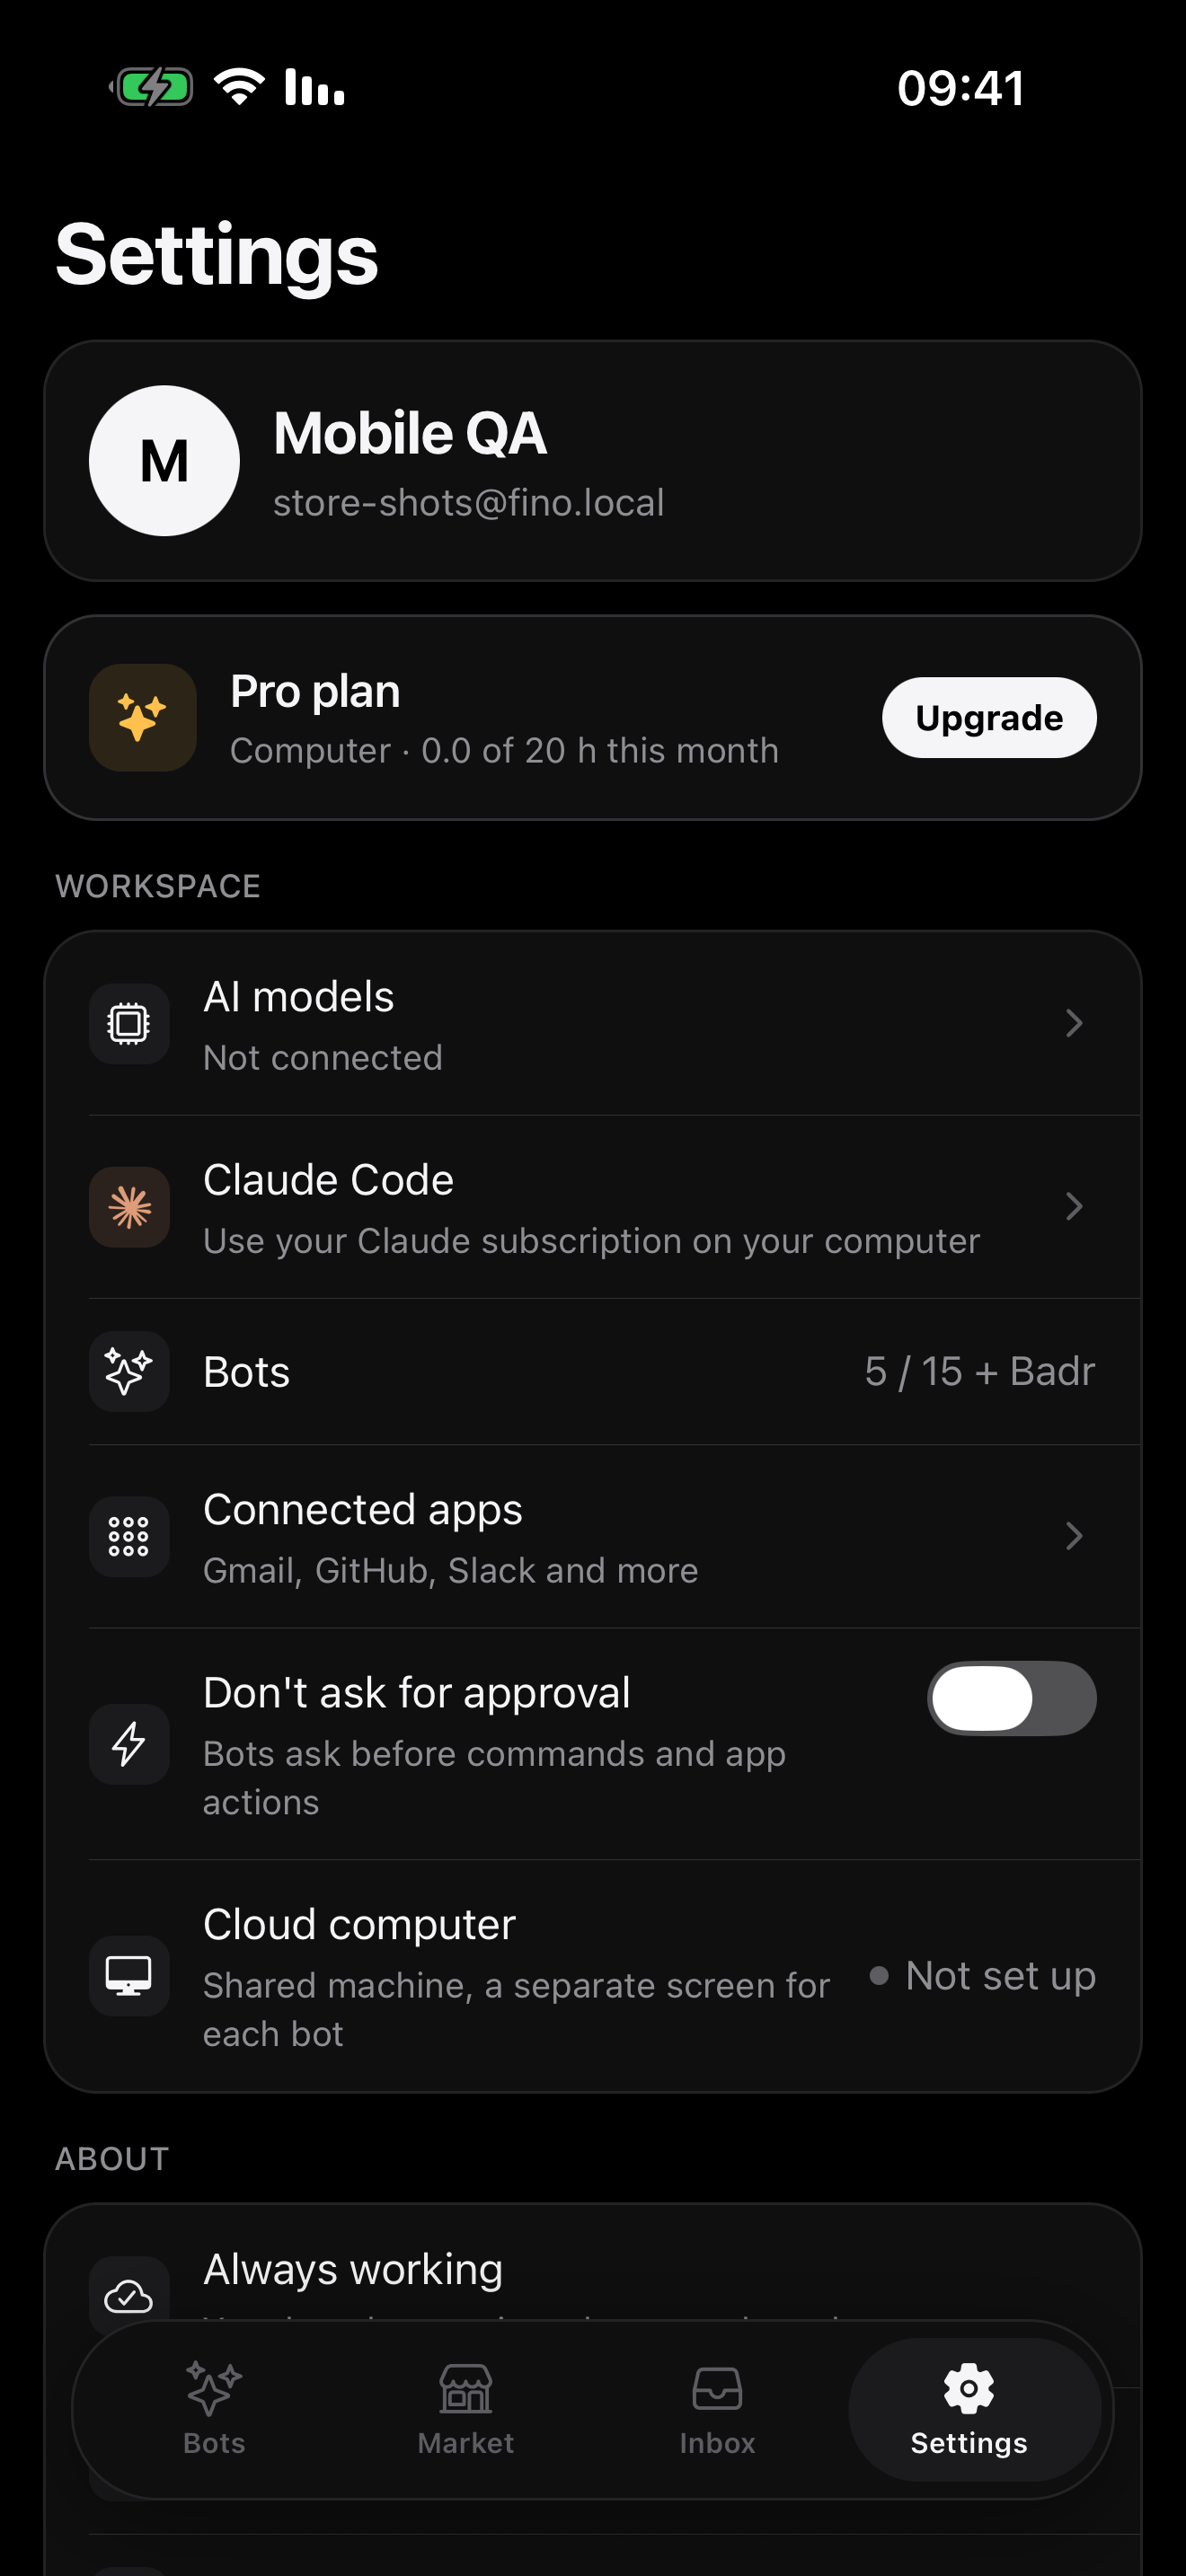 09:41
Settings
M
Mobile QA
store-shots@fino.local
Pro plan
Computer · 0.0 of 20 h this month
Upgrade
WORKSPACE
AI models
Not connected
Claude Code
Use your Claude subscription on your computer
Bots
5 / 15 + Badr
Connected apps
Gmail, GitHub, Slack and more
Don't ask for approval
Bots ask before commands and app
actions
Cloud computer
Shared machine, a separate screen for
each bot
Not set up
ABOUT
Always working
Bots
Market
Inbox
Settings